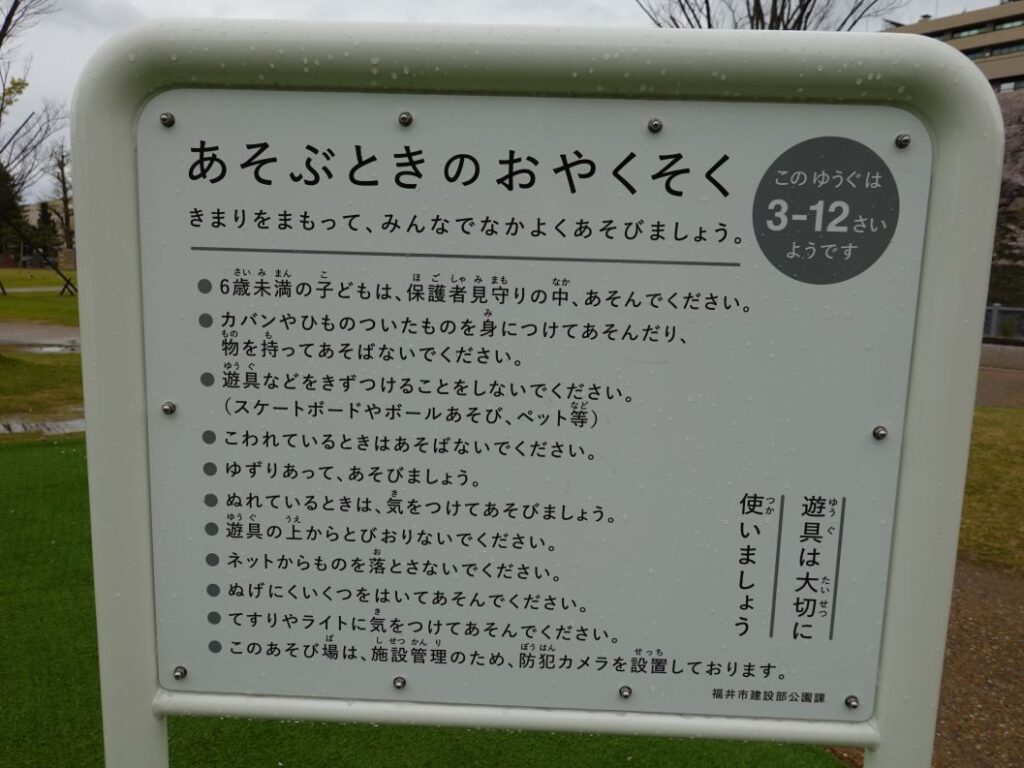 あそぶときのおやくそく
きまりをまもって、みんなでなかよくあそびましょう。
このゆうぐは
3-12さい
ようです
●6歳未満の子どもは、保護者見守りの中、あそんでください。
●カバンやひものついたものを身につけてあそんだり、
物を持ってあそばないでください。
●遊具などをきずつけることをしないでください。
（スケートボードやボールあそび、ペット等）
●こわれているときはあそばないでください。
●ゆずりあって、あそびましょう。
●ぬれているときは、気をつけてあそびましょう。
●遊具の上からとびおりないでください。
●ネットからものを落とさないでください。
●ぬげにくいくつをはいてあそんでください。
●てすりやライトに気をつけてあそんでください。
●このあそび場は、施設管理のため、防犯カメラを設置しております。
遊具は大切に
使いましょう
福井市建設部公園課